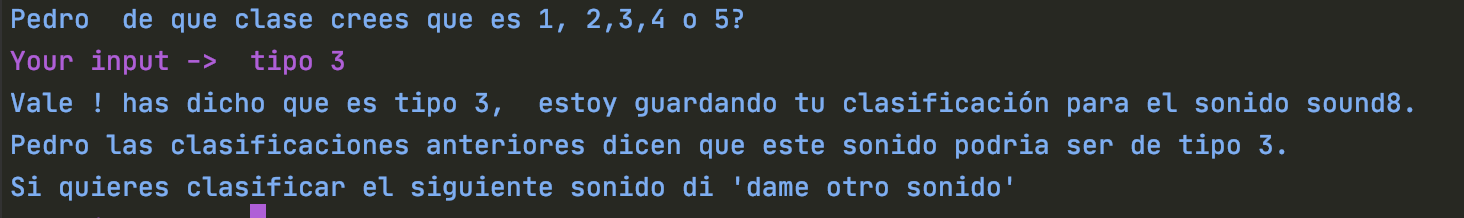 Pedro  de que clase crees que es 1, 2,3,4 o 5?
Your input ->  tipo 3
Vale ! has dicho que es tipo 3,  estoy guardando tu clasificación para el sonido sound8.
Pedro las clasificaciones anteriores dicen que este sonido podria ser de tipo 3.
Si quieres clasificar el siguiente sonido di 'dame otro sonido'